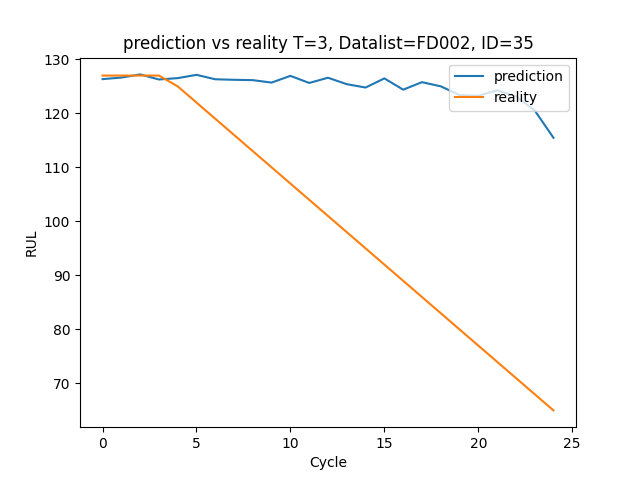 prediction vs reality T=3, Datalist=FD002, ID=35
130
120
110
100
90
80
70
RUL
prediction
reality
0 5 10 15 20 25
Cycle